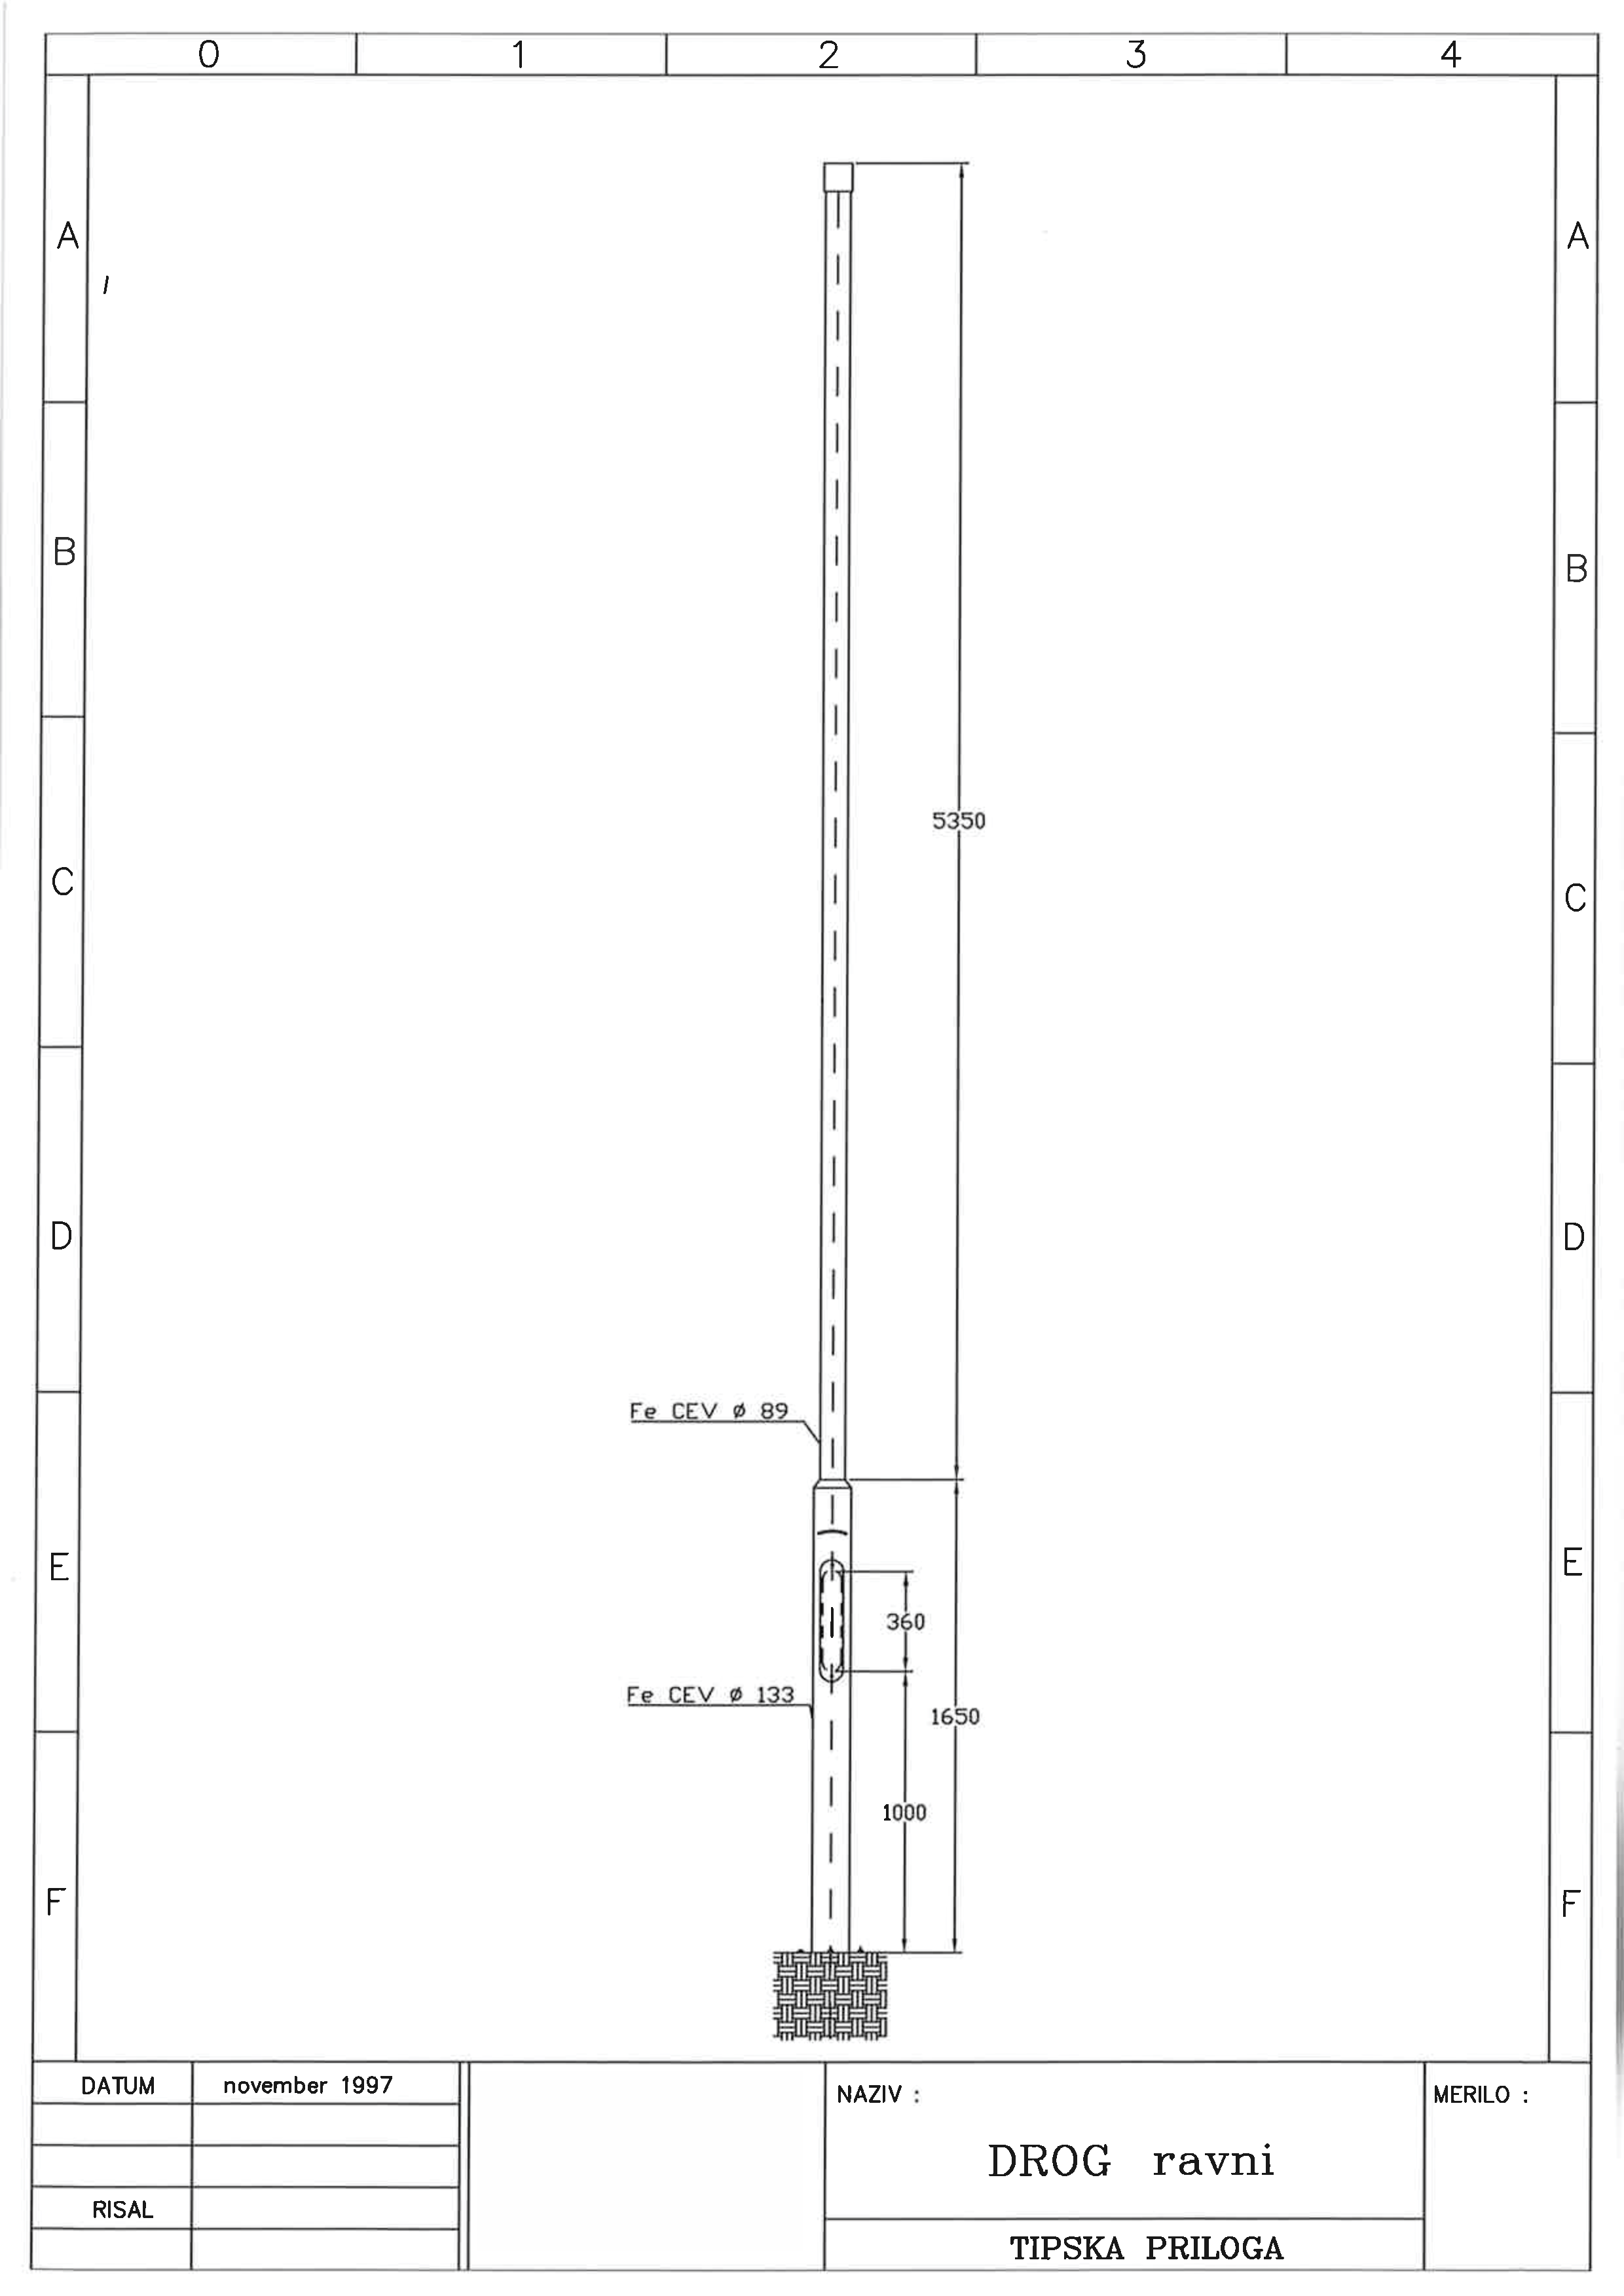 0 1 2 3 4
A A
B B
5350
C C
D D
Fe CEV ø 89
E E
360
Fe CEV ø 133
1650
1000
F F
DATUM november 1997
NAZIV :
MERILO :
DROG ravni
RISAL
TIPSKA PRILOGA